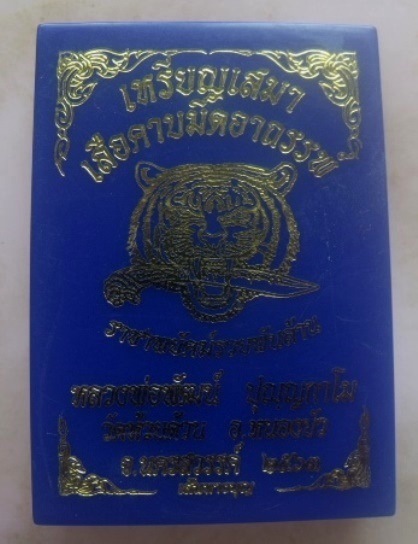 เหรียญเสมา
เสือคาบมีดอาถรรพ์
หลวงพ่อพัฒน์ ปุญญกาโม
วัดห้วยด้วน อ.หนองบัว
จ.นครสวรรค์ ๒๕๖๓